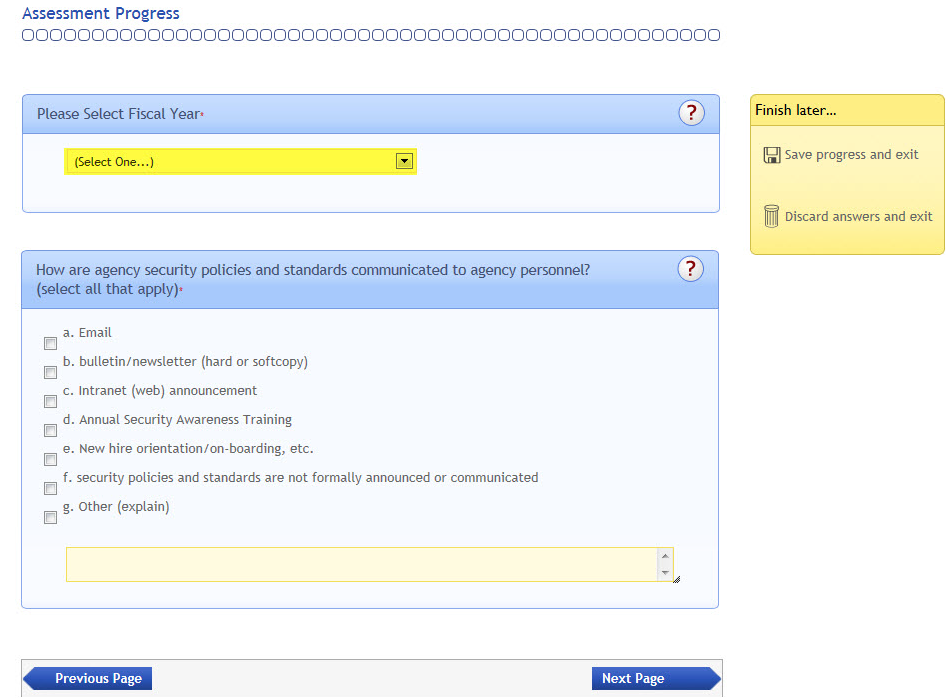 Assessment Progress
Please Select Fiscal Year*
?
(Select One...)
Finish later...
Save progress and exit
Discard answers and exit
How are agency security policies and standards communicated to agency personnel?
(select all that apply)*
?
a. Email
b. bulletin/newsletter (hard or softcopy)
c. Intranet (web) announcement
d. Annual Security Awareness Training
e. New hire orientation/on-boarding, etc.
f. security policies and standards are not formally announced or communicated
g. Other (explain)
Previous Page
Next Page